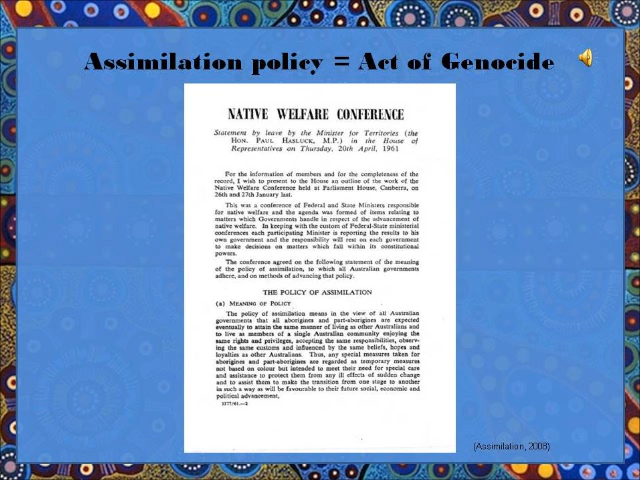 Assimilation policy = Act of Genocide
NATIVE WELFARE CONFERENCE
Statement by leave by the Minister for Territories (the
HON. PAUL HASLUCK, M.P.) in the House of
Representatives on Thursday, 20th April, 1961
For the information of members and for the completeness of the
record, I wish to present to the House an outline of the work of the
Native Welfare Conference held at Parliament House, Canberra, on
26th and 27th January last.
This was a conference of Federal and State Ministers responsible
for native welfare and the agenda was formed of items relating to
matters which Governments handle in respect of the advancement of
native welfare. In keeping with the custom of Federal-State ministerial
conferences each participating Minister is reporting the results to his
own government and the responsibility will rest on each government
to make decisions on matters which fall within its constitutional
powers.
The conference agreed on the following statement of the meaning
of the policy of assimilation, to which all Australian governments
adhere, and on methods of advancing that policy.
THE POLICY OF ASSIMILATION
(a) MEANING OF POLICY
The policy of assimilation means in the view of all Australian
governments that all aborigines and part-aborigines are expected
eventually to attain the same manner of living as other Australians and
to live as members of a single Australian community enjoying the
same rights and privileges, accepting the same responsibilities, observ-
ing the same customs and influenced by the same beliefs, hopes and
loyalties as other Australians. Thus, any special measures taken for
aborigines and part-aborigines are regarded as temporary measures
not based on colour but intended to meet their need for special care
and assistance to protect them from any ill effects of sudden change
and to assist them to make the transition from one stage to another
in such a way as will be favourable to their future social, economic and
political advancement.
1577/61.—2
(Assimilation, 2008)